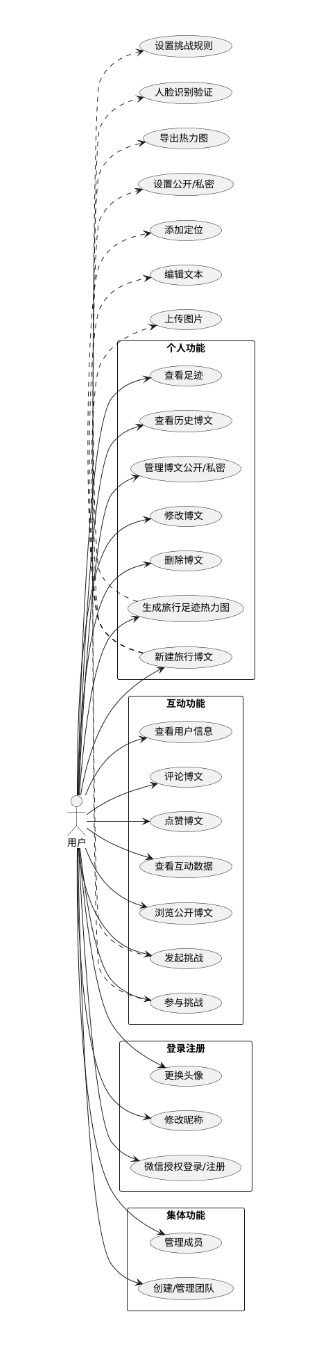 设置挑战规则
人脸识别验证
导出热力图
设置公开/私密
添加定位
编辑文本
上传图片
个人功能
查看足迹
查看历史博文
管理博文公开/私密
修改博文
删除博文
生成旅行足迹热力图
新建旅行博文
互动功能
查看用户信息
评论博文
点赞博文
用户
查看互动数据
浏览公开博文
发起挑战
参与挑战
登录注册
更换头像
修改昵称
微信授权登录/注册
集体功能
管理成员
创建/管理团队